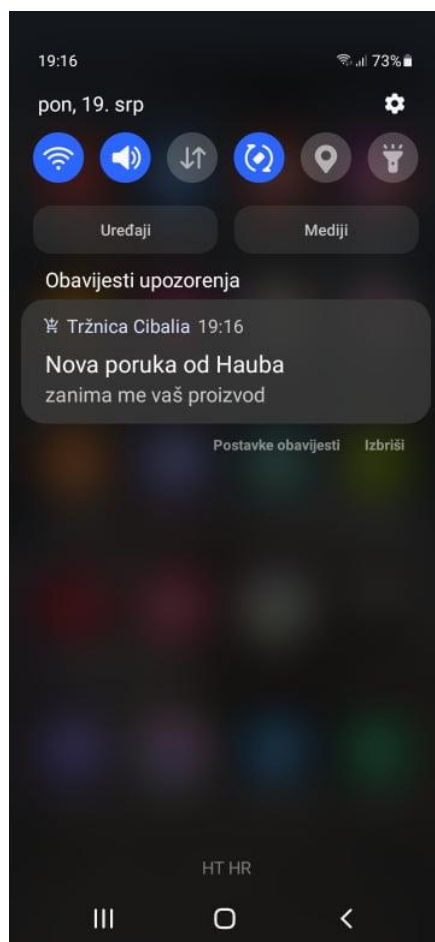 19:16 73%
pon, 19. srp
Uređaji Mediji
Obavijesti upozorenja
Tržnica Cibalia 19:16
Nova poruka od Hauba
zanima me vaš proizvod
Postavke obavijesti Izbriši
HT HR